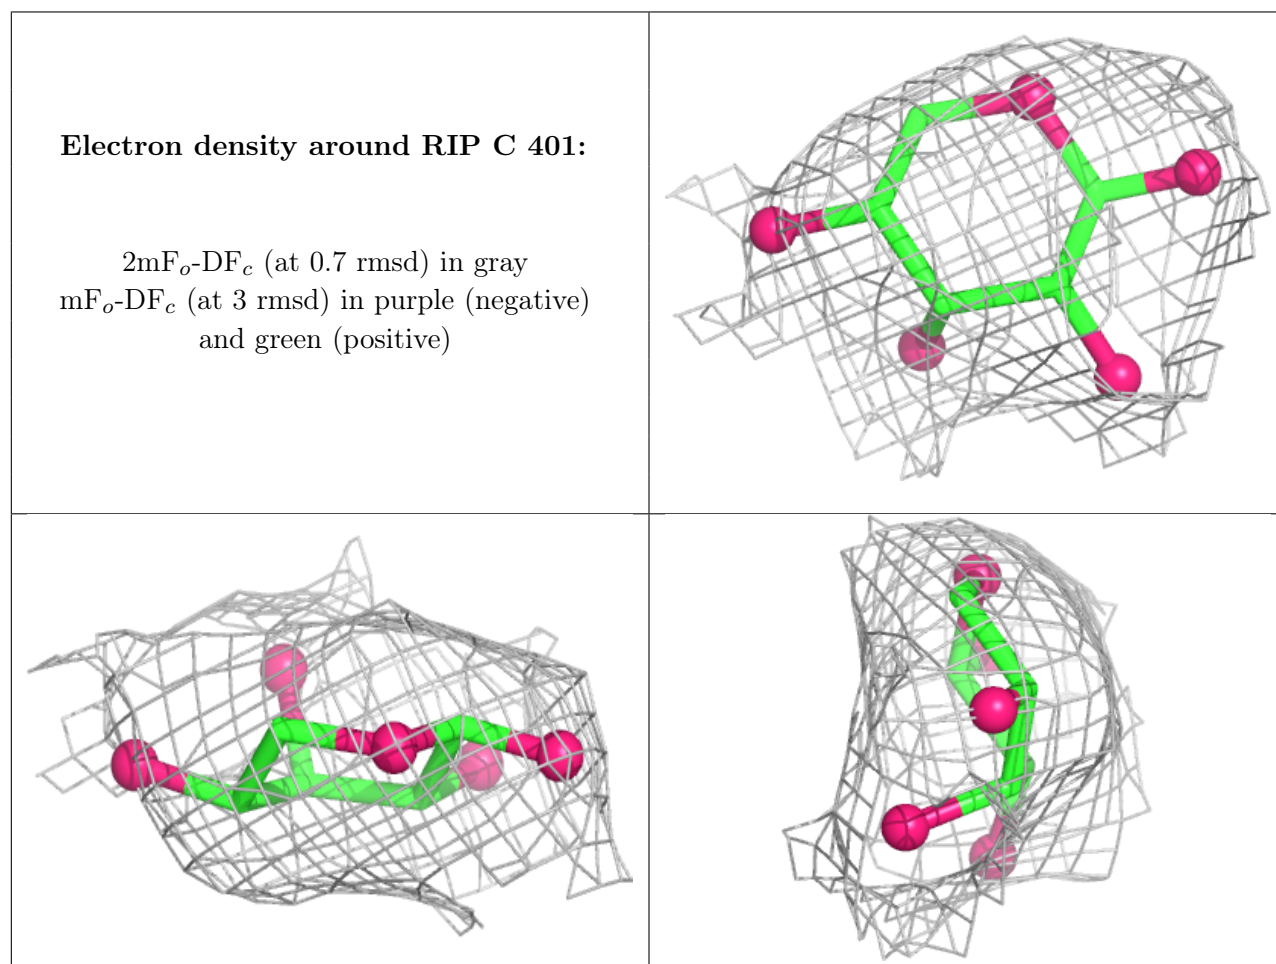 Electron density around RIP C 401:
2mFo-DFc (at 0.7 rmsd) in gray
mFo-DFc (at 3 rmsd) in purple (negative)
and green (positive)